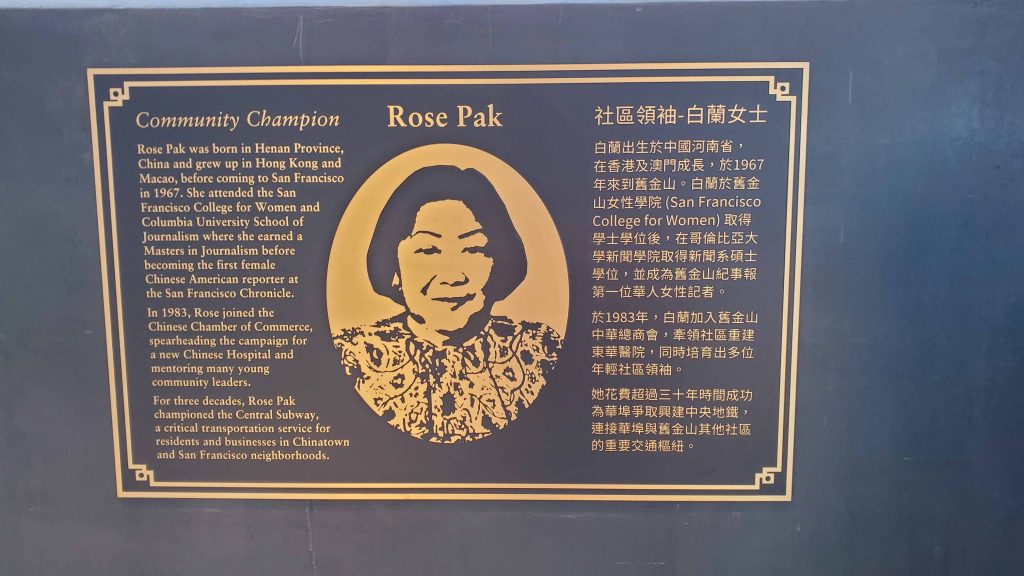 Community Champion
Rose Pak was born in Henan Province,
China and grew up in Hong Kong and
Macao, before coming to San Francisco
in 1967. She attended the San
Francisco College for Women and
Columbia University School of
Journalism where she earned a
Masters in Journalism before
becoming the first female
Chinese American reporter at
the San Francisco Chronicle.
In 1983, Rose joined the
Chinese Chamber of Commerce,
spearheading the campaign for
a new Chinese Hospital and
mentoring many young
community leaders.
For three decades, Rose Pak
championed the Central Subway,
a critical transportation service for
residents and businesses in Chinatown
and San Francisco neighborhoods.
Rose Pak
社區領袖-白蘭女士
白蘭出生於中國河南省，
在香港及澳門成長，於1967
年來到舊金山。白蘭於舊金
山女性學院 (San Francisco
College for Women) 取得
學士學位後，在哥倫比亞大
學新聞學院取得新聞系碩士
學位，並成為舊金山紀事報
第一位華人女性記者。
於1983年，白蘭加入舊金山
中華總商會，牽領社區重建
東華醫院，同時培育出多位
年輕社區領袖。
她花費超過三十年時間成功
為華埠爭取興建中央地鐵，
連接華埠與舊金山其他社區
的重要交通樞紐。